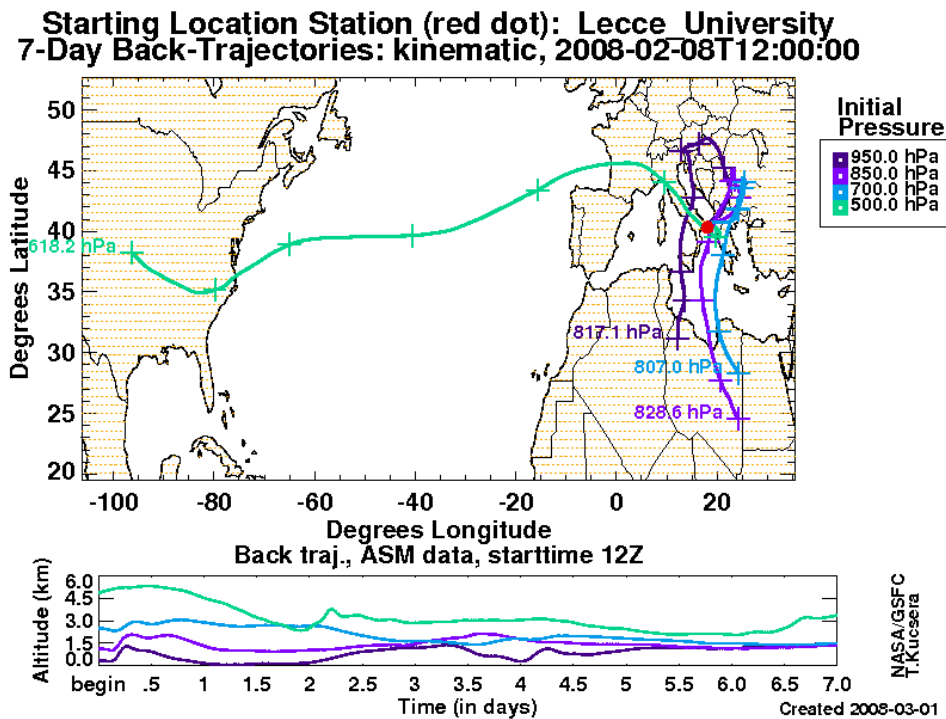 Starting Location Station (red dot): Lecce_University
7-Day Back-Trajectories: kinematic, 2008-02-08T12:00:00
Initial
Pressure
950.0 hPa
850.0 hPa
700.0 hPa
500.0 hPa
Degrees Latitude
50
45
40
35
30
25
20
618.2 hPa
817.1 hPa
807.0 hPa
828.6 hPa
-100
-80
-60
-40
-20
0
20
Degrees Longitude
Back traj., ASM data, starttime 12Z
Altitude (km)
6.0
4.5
3.0
1.5
0.0
begin
.5
1
1.5
2
2.5
3
3.5
4
4.5
5
5.5
6
6.5
7.0
Time (in days)
NASA/GSFC
T.Kucsera
Created 2008-03-01